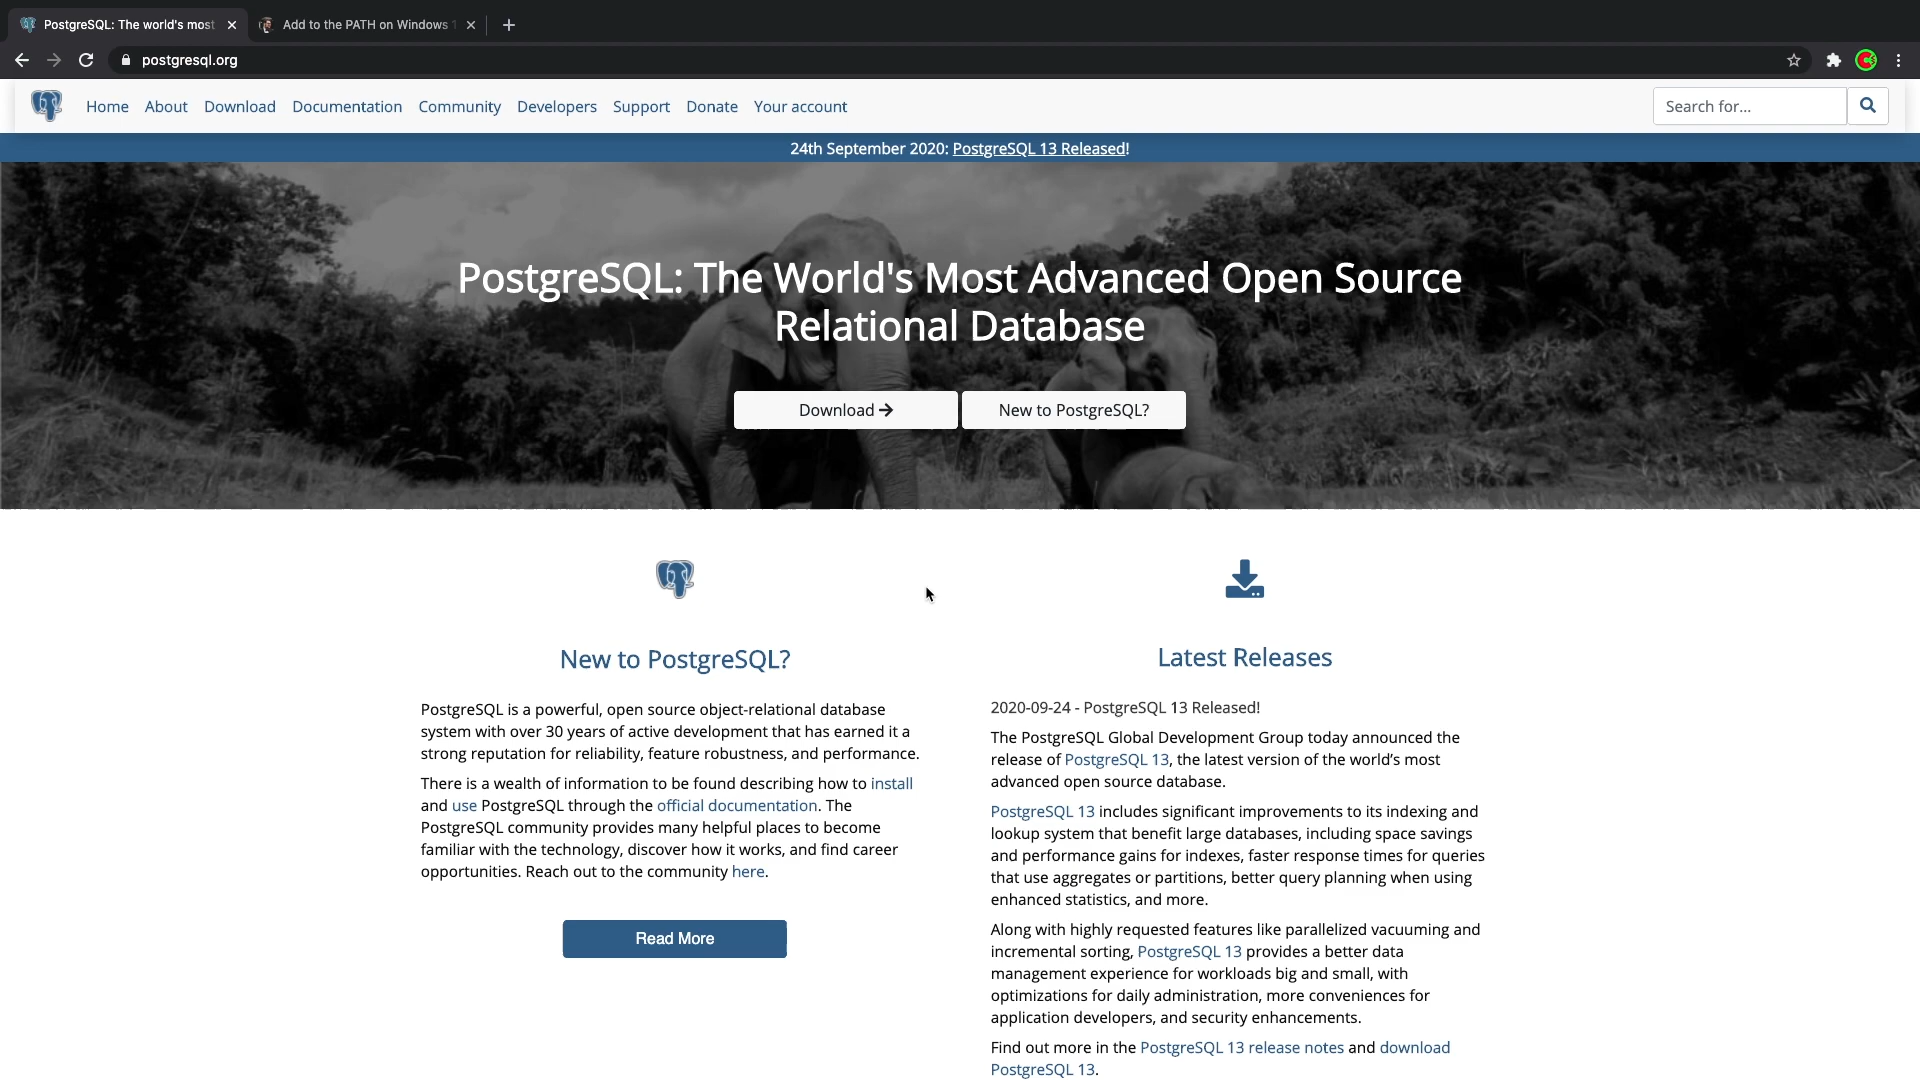 PostgreSQL: The world's most
Add to the PATH on Windows 1
postgresql.org
Home About Download Documentation Community Developers Support Donate Your account
Search for...
24th September 2020: PostgreSQL 13 Released!
PostgreSQL: The World's Most Advanced Open Source
Relational Database
Download
New to PostgreSQL?
New to PostgreSQL?
PostgreSQL is a powerful, open source object-relational database
system with over 30 years of active development that has earned it a
strong reputation for reliability, feature robustness, and performance.
There is a wealth of information to be found describing how to install
and use PostgreSQL through the official documentation. The
PostgreSQL community provides many helpful places to become
familiar with the technology, discover how it works, and find career
opportunities. Reach out to the community here.
Read More
Latest Releases
2020-09-24 - PostgreSQL 13 Released!
The PostgreSQL Global Development Group today announced the
release of PostgreSQL 13, the latest version of the world's most
advanced open source database.
PostgreSQL 13 includes significant improvements to its indexing and
lookup system that benefit large databases, including space savings
and performance gains for indexes, faster response times for queries
that use aggregates or partitions, better query planning when using
enhanced statistics, and more.
Along with highly requested features like parallelized vacuuming and
incremental sorting, PostgreSQL 13 provides a better data
management experience for workloads big and small, with
optimizations for daily administration, more conveniences for
application developers, and security enhancements.
Find out more in the PostgreSQL 13 release notes and download
PostgreSQL 13.